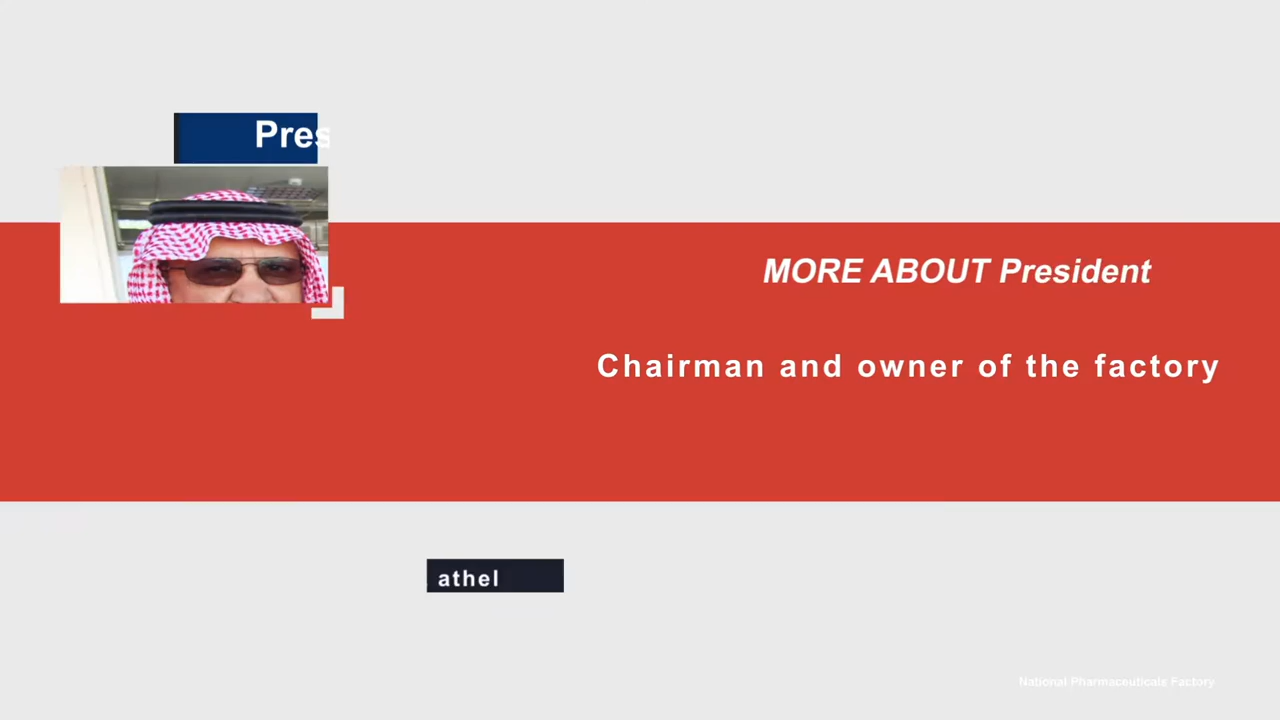 Pres
MORE ABOUT President
Chairman and owner of the factory
athel
National Pharmaceuticals Factory